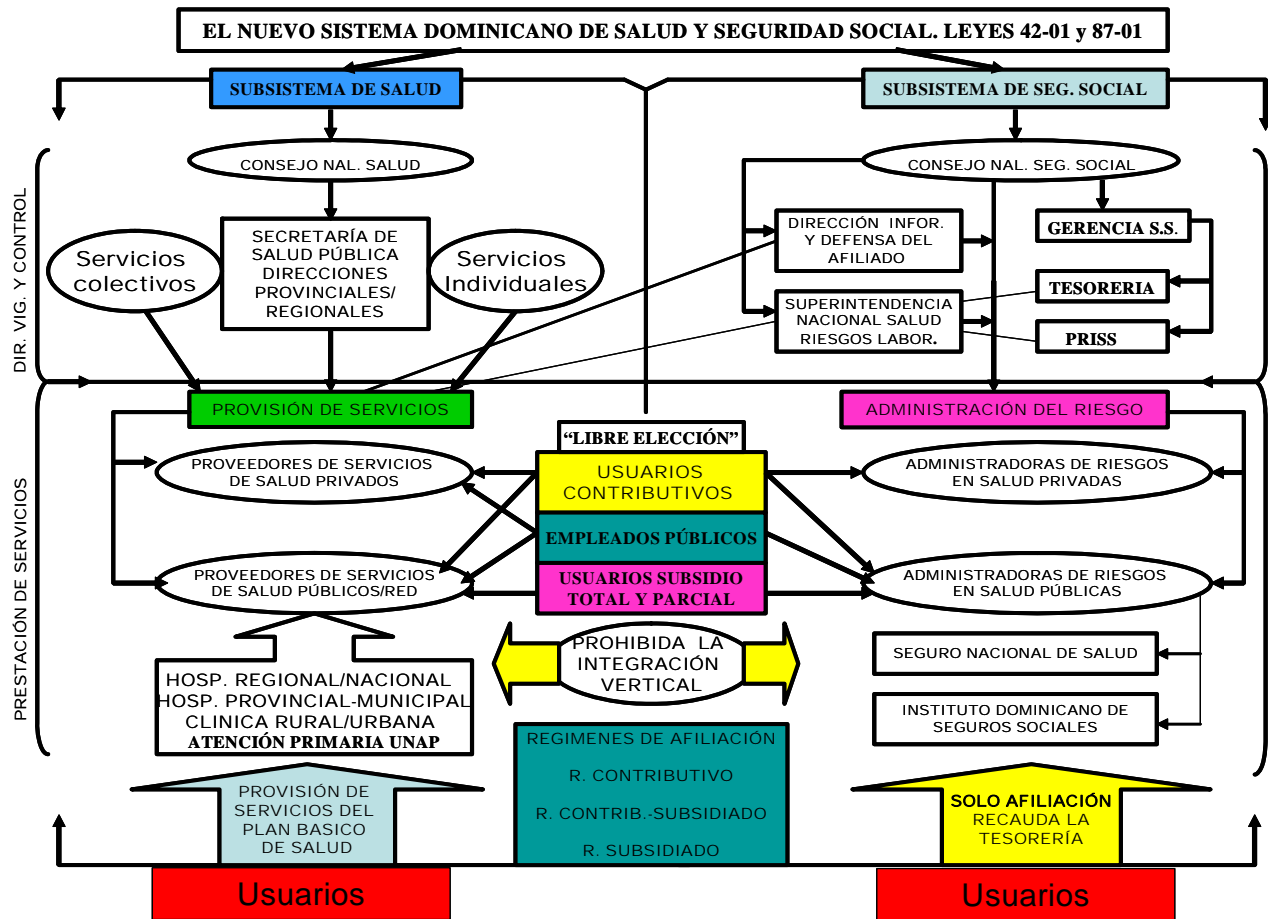 EL NUEVO SISTEMA DOMINICANO DE SALUD Y SEGURIDAD SOCIAL. LEYES 42-01 y 87-01
SUBSISTEMA DE SALUD
SUBSISTEMA DE SEG. SOCIAL
DIR. VIG. Y CONTROL
CONSEJO NAL. SALUD
CONSEJO NAL. SEG. SOCIAL
Servicios
colectivos
SECRETARÍA DE
SALUD PÚBLICA
DIRECCIONES
PROVINCIALES/
REGIONALES
Servicios
Individuales
DIRECCIÓN INFOR.
Y DEFENSA DEL
AFILIADO
GERENCIA S.S.
SUPERINTENDENCIA
NACIONAL SALUD
RIESGOS LABOR.
TESORERIA
PRISS
PRESTACIÓN DE SERVICIOS
PROVISIÓN DE SERVICIOS
ADMINISTRACIÓN DEL RIESGO
“LIBRE ELECCIÓN”
PROVEEDORES DE SERVICIOS
DE SALUD PRIVADOS
USUARIOS
CONTRIBUTIVOS
ADMINISTRADORAS DE RIESGOS
EN SALUD PRIVADAS
EMPLEADOS PÚBLICOS
PROVEEDORES DE SERVICIOS
DE SALUD PÚBLICOS/RED
USUARIOS SUBSIDIO
TOTAL Y PARCIAL
ADMINISTRADORAS DE RIESGOS
EN SALUD PÚBLICAS
PROHIBIDA LA
INTEGRACIÓN
VERTICAL
HOSP. REGIONAL/NACIONAL
HOSP. PROVINCIAL-MUNICIPAL
CLINICA RURAL/URBANA
ATENCIÓN PRIMARIA UNAP
SEGURO NACIONAL DE SALUD
INSTITUTO DOMINICANO DE
SEGUROS SOCIALES
REGIMENES DE AFILIACIÓN
R. CONTRIBUTIVO
R. CONTRIB.-SUBSIDIADO
R. SUBSIDIADO
PROVISIÓN DE
SERVICIOS DEL
PLAN BASICO
DE SALUD
SOLO AFILIACIÓN
RECAUDA LA
TESORERÍA
Usuarios
Usuarios